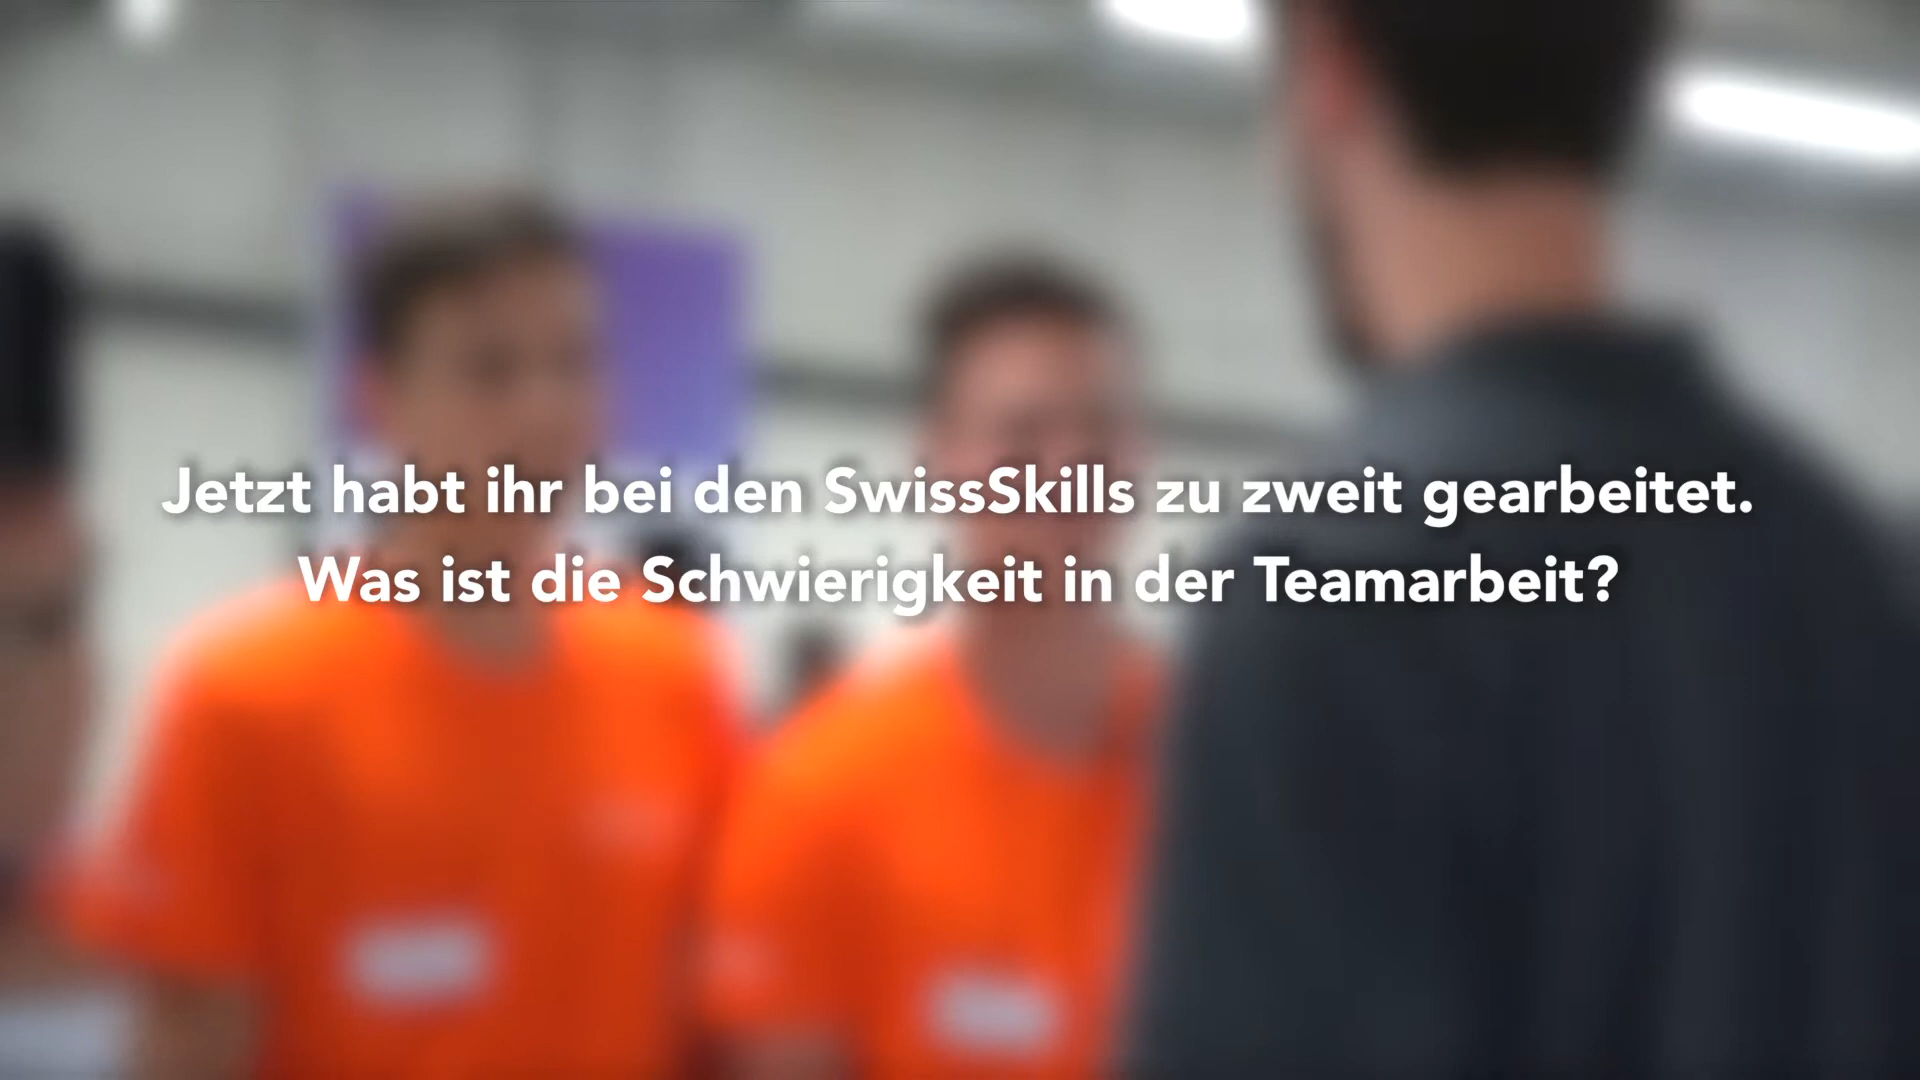 Jetzt habt ihr bei den SwissSkills zu zweit gearbeitet.
Was ist die Schwierigkeit in der Teamarbeit?